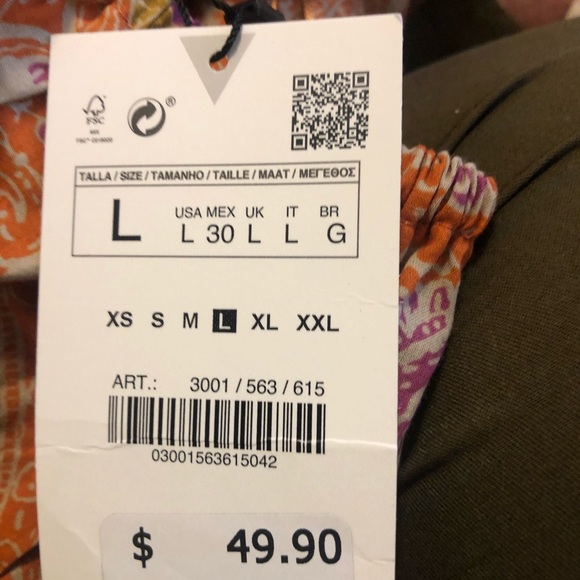 ®
FSC
TALLA / SIZE / TAMANHO / TAILLE / MAAT / ΜΕΓΕΘΟΣ
USA MEX UK IT BR
L L 30 L L G
XS S M L XL XXL
ART.: 3001 / 563 / 615
03001563615042
$ 49.90